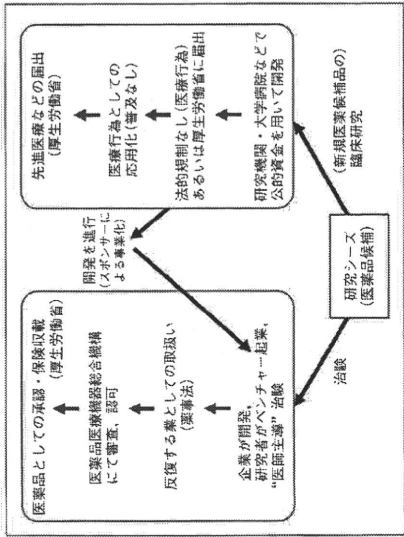 医薬品としての承認・保険収載
(厚生労働省)
医薬品医療機器総合機構
にて審査、認可
反復する業としての取扱い
(薬事法)
企業が開発,
研究者がベンチャー起業,
“医師主導”治験
開発を進行
(スポンサーに
よる事業化)
先進医療などの届出
(厚生労働省)
医療行為としての
応用化(普及なし)
法的規制なし(医療行為)
あるいは厚生労働省に届出
研究機関・大学病院などで
公的資金を用いて開発
治験
研究シーズ
(医薬品候補)
(新規医薬候補品の)
臨床研究